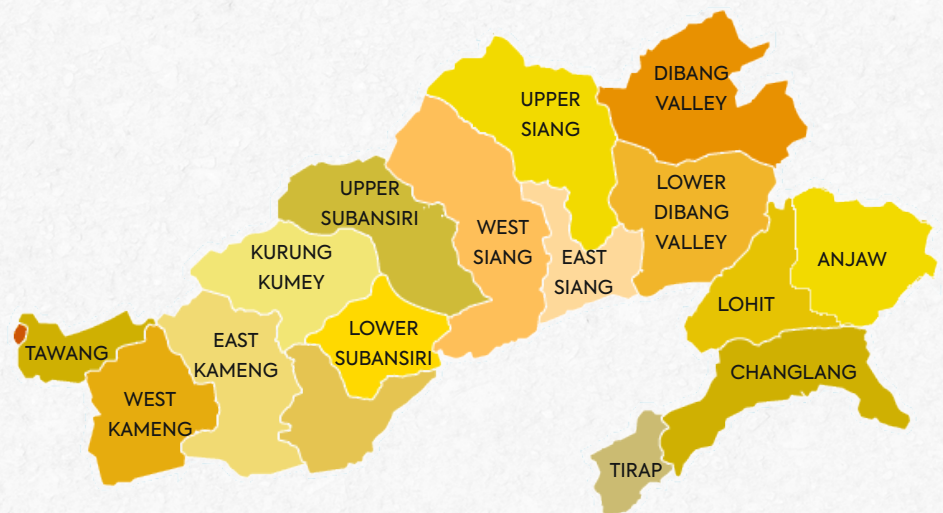 DIBANG
VALLEY
UPPER
SIANG
LOWER
DIBANG
VALLEY
UPPER
SUBANSIRI
WEST
SIANG
EAST
SIANG
KURUNG
KUMEY
ANJAW
LOHIT
LOWER
SUBANSIRI
EAST
KAMENG
TAWANG
WEST
KAMENG
CHANGLANG
TIRAP